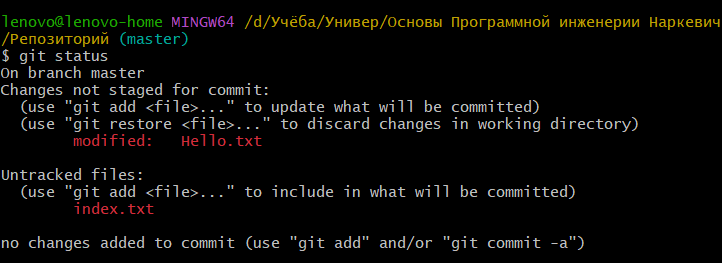 lenovo@lenovo-home MINGW64 /d/Учёба/Универ/Основы Программной инженерии Наркевич
/Репозиторий (master)
$ git status
On branch master
Changes not staged for commit:
  (use "git add <file>..." to update what will be committed)
  (use "git restore <file>..." to discard changes in working directory)
        modified:   Hello.txt

Untracked files:
  (use "git add <file>..." to include in what will be committed)
        index.txt

no changes added to commit (use "git add" and/or "git commit -a")